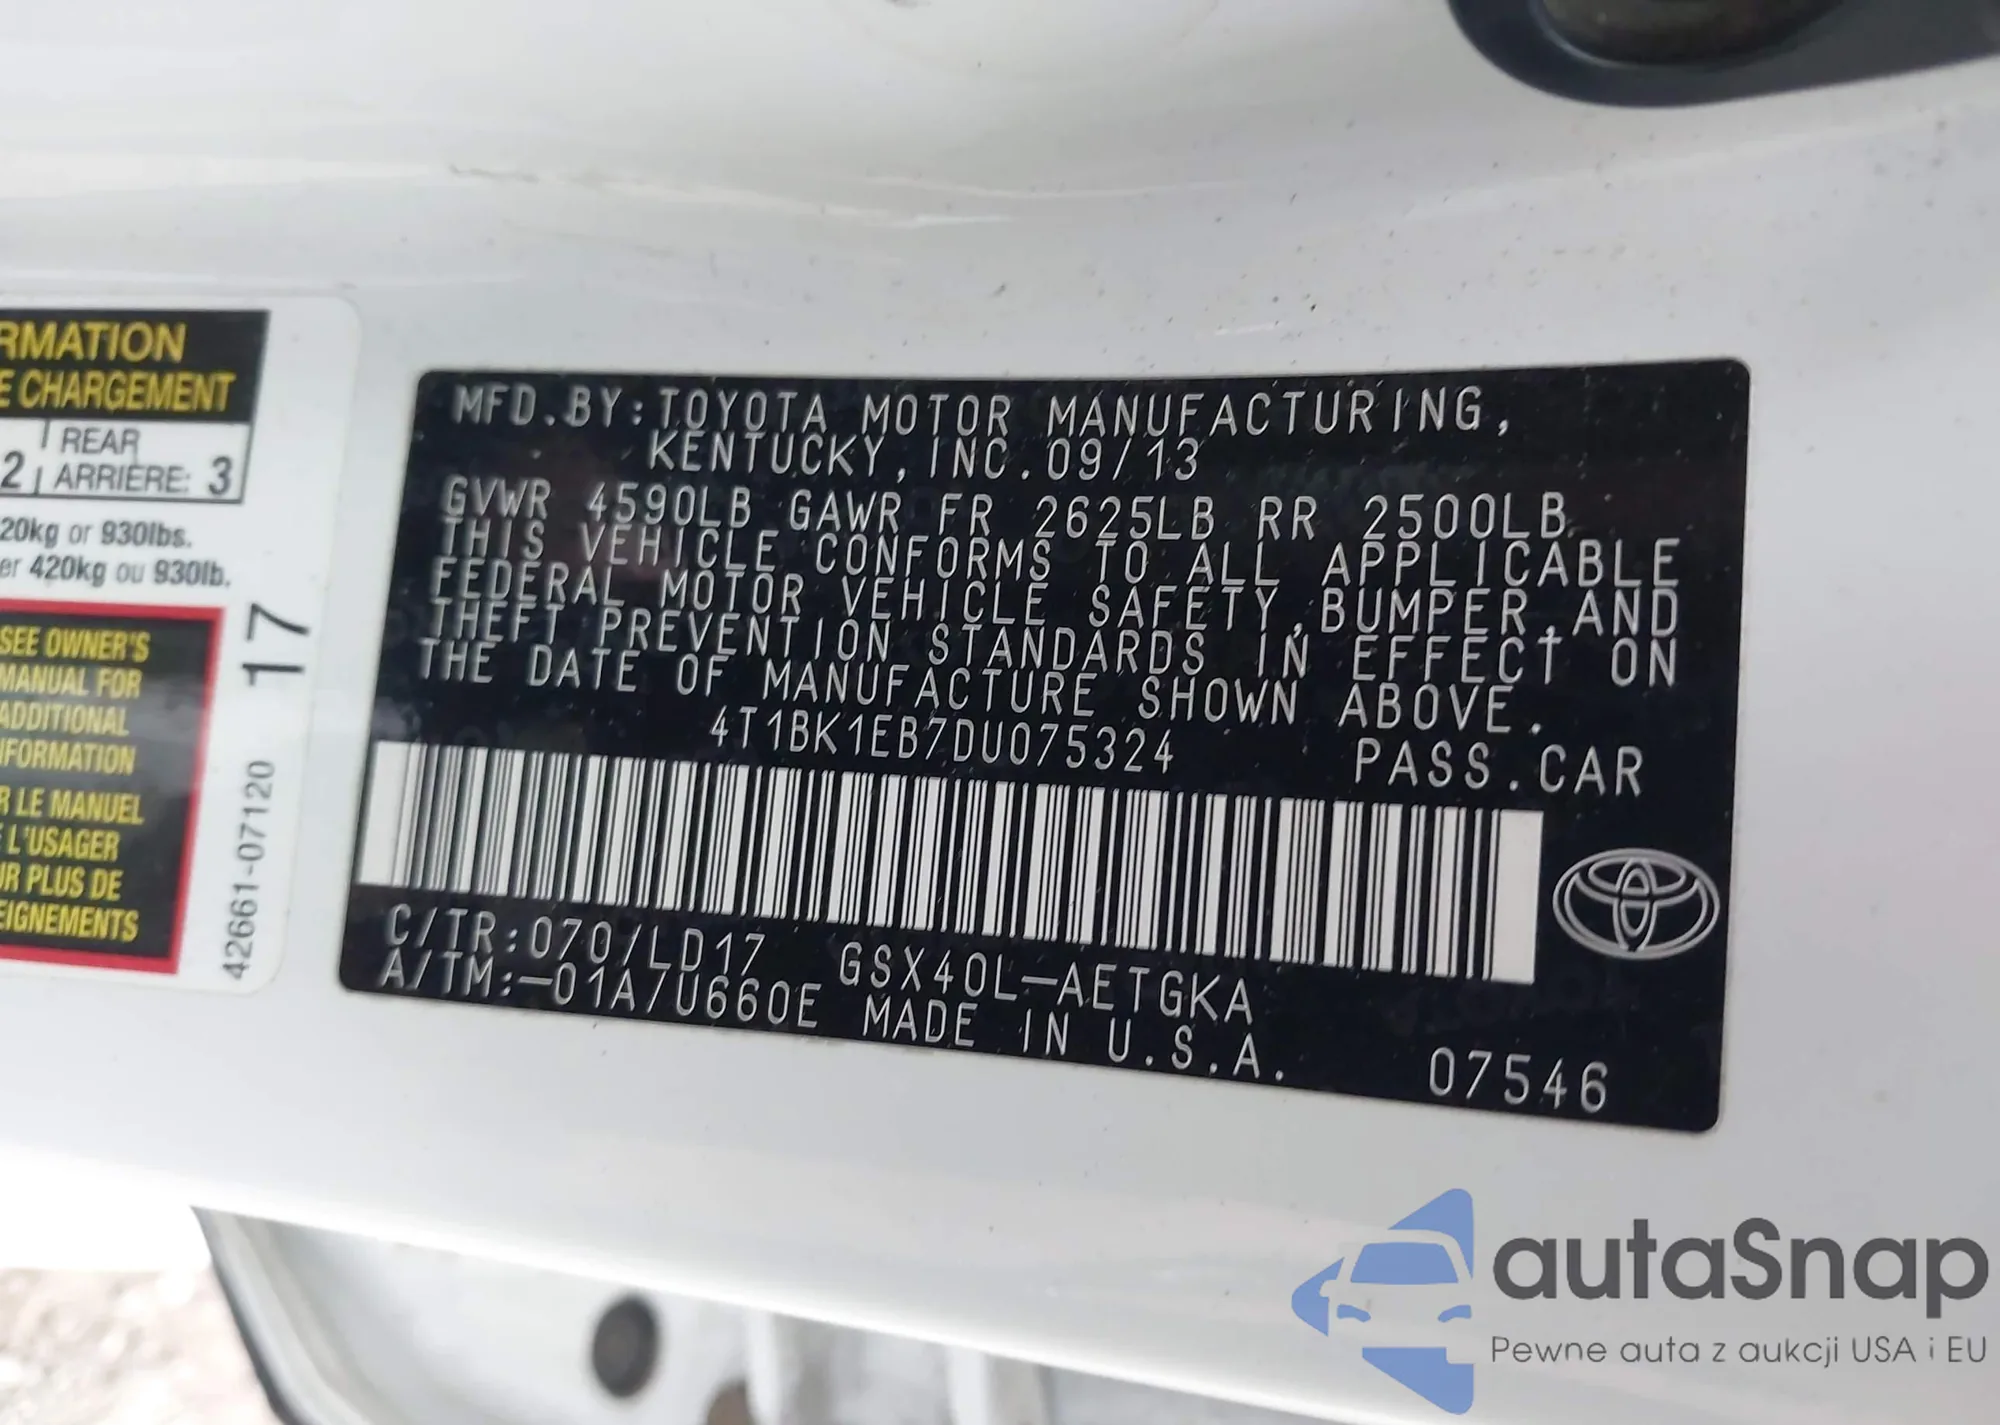 RMATION
E CHARGEMENT
REAR
2 ARRIÈRE: 3
20kg or 930lbs.
er 420kg ou 930lb.
SEE OWNER'S
MANUAL FOR
ADDITIONAL
NFORMATION
R LE MANUEL
E L'USAGER
UR PLUS DE
EIGNEMENTS
42661-07120 17
MFD.BY:TOYOTA MOTOR MANUFACTURING,
KENTUCKY,INC.09/13
GVWR 4590LB GAWR FR 2625LB RR 2500LB
THIS VEHICLE CONFORMS TO ALL APPLICABLE
FEDERAL MOTOR VEHICLE SAFETY,BUMPER,AND
THEFT PREVENTION STANDARDS IN EFFECT ON
THE DATE OF MANUFACTURE SHOWN ABOVE.
4T1BK1EB7DU075324 PASS.CAR
C/TR:070/LD17 GSX40L-AETGKA
A/TM:-01A/U660E MADE IN U.S.A.
07546
autaSnap
Pewne auta z aukcji USA i EU